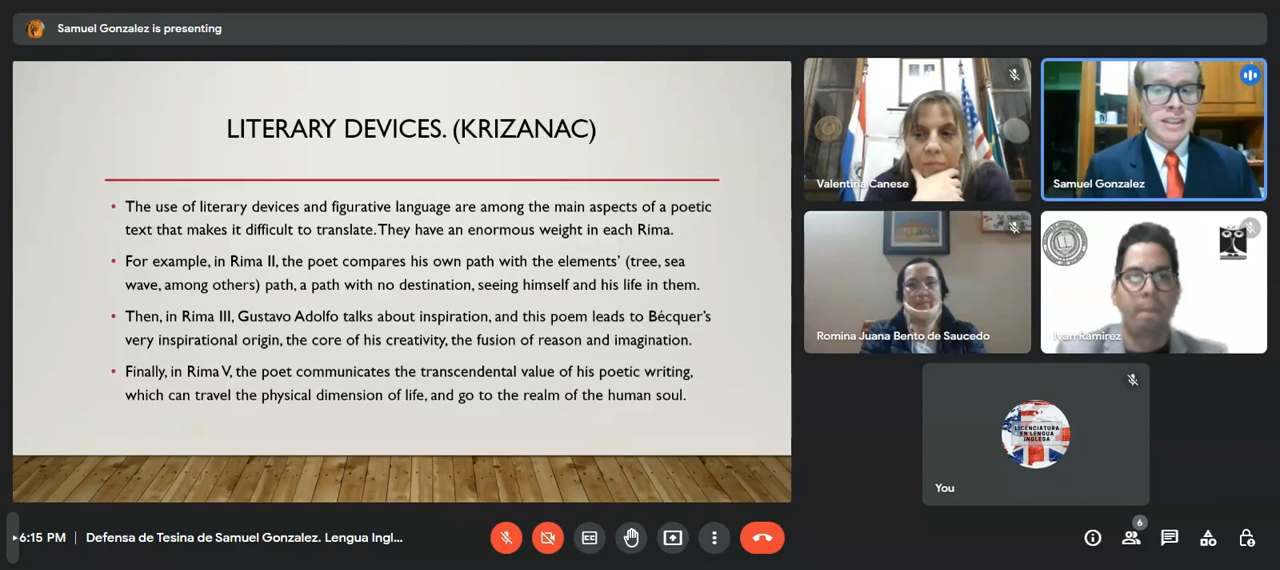 Samuel Gonzalez is presenting
LITERARY DEVICES. (KRIZANAC)
• The use of literary devices and figurative language are among the main aspects of a poetic
text that makes it difficult to translate. They have an enormous weight in each Rima.
• For example, in Rima II, the poet compares his own path with the elements’ (tree, sea
wave, among others) path, a path with no destination, seeing himself and his life in them.
• Then, in Rima III, Gustavo Adolfo talks about inspiration, and this poem leads to Bécquer’s
very inspirational origin, the core of his creativity, the fusion of reason and imagination.
• Finally, in Rima V, the poet communicates the transcendental value of his poetic writing,
which can travel the physical dimension of life, and go to the realm of the human soul.
Valentina Canese
Samuel Gonzalez
Romina Juana Bento de Saucedo
Ivan Ramirez
LICENCIATURA
EN LENGUA
INGLESA
You
6:15 PM | Defensa de Tesina de Samuel Gonzalez. Lengua Ingl...
CC
6